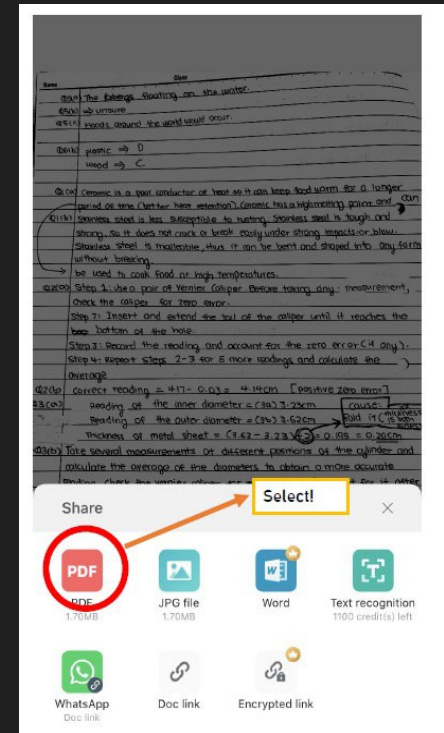 Name
Class
Q5(a) The icebergs floating on the water.
Q5(b) => unsure
Q5(c) Floods around the world would occur.
Q6(b) plastic => D
wood => C
Q1(a) Ceramic is a poor conductor of heat so it can keep food warm for a longer
period of time (better heat retention). Ceramic has a high melting point and can
Q1(b) Stainless steel is less susceptible to rusting. Stainless steel is tough and
strong. So it does not crack or break easily under strong impacts or blow.
Stainless steel is malleable, thus it can be bent and shaped into any form
without breaking.
be used to cook food at high temperatures.
Q2(a) Step 1: Use a pair of Vernier Caliper. Before taking any measurement,
check the caliper for zero error.
Step 2: Insert and extend the tail of the caliper until it reaches the
bottom of the hole.
Step 3: Record the reading and account for the zero error (if any).
Step 4: Repeat steps 2-3 for 5 more readings and calculate the
average
Q2(b) Correct reading = 4.17 - 0.03 = 4.14cm [positive zero error]
Q3(a) Reading of the inner diameter = (3a) 3.23cm
Reading of the outer diameter = (3b) 3.62cm
cause:
Fold it (thickness is both sides)
Thickness of metal sheet = (3.62 - 3.23) ÷ 2 = 0.195 = 0.20cm
Q3(b) Take several measurements at different positions of the cylinder and
calculate the average of the diameters to obtain a more accurate
Share
Select!
PDF
PDF
1.70MB
JPG file
1.70MB
W
Word
T
Text recognition
1100 credit(s) left
WhatsApp
Doc link
Doc link
Encrypted link